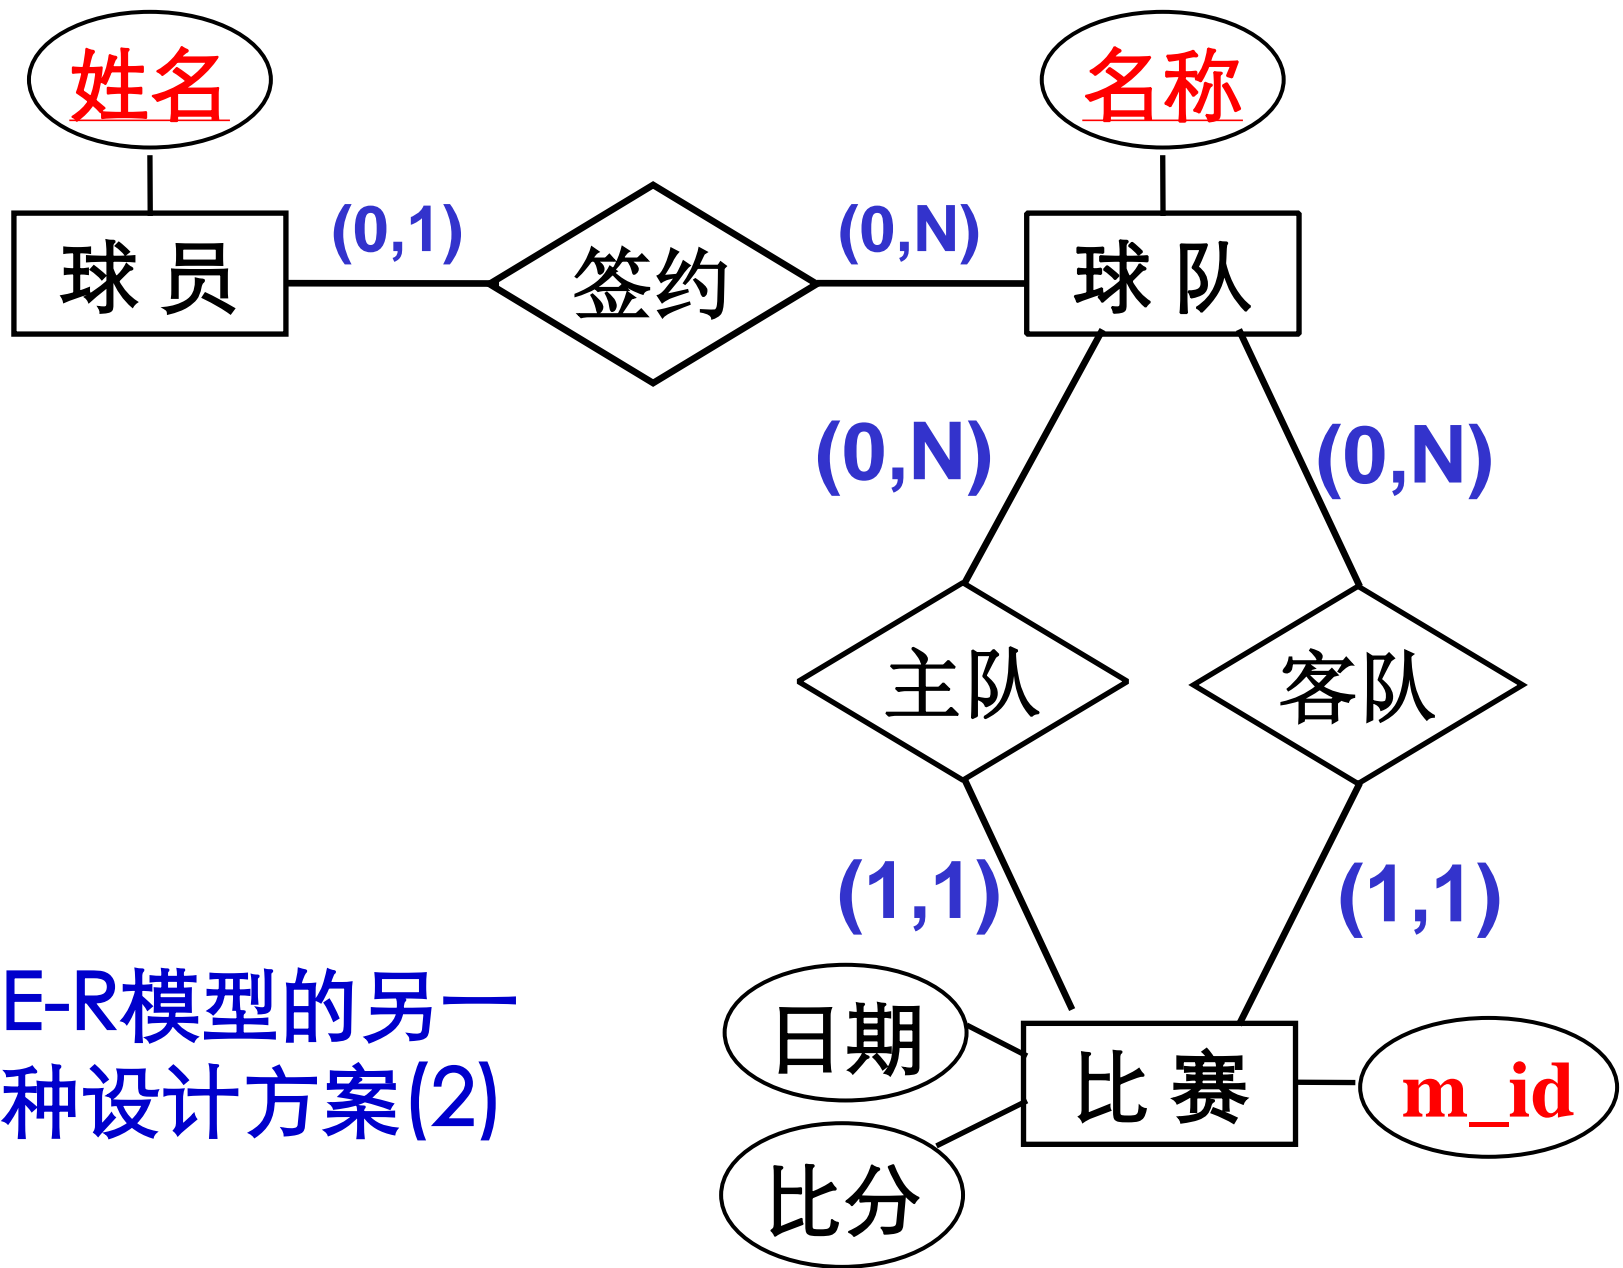 姓名
名称
球员
(0,1)
签约
(0,N)
球队
(0,N)
(0,N)
主队
客队
(1,1)
(1,1)
E-R模型的另一
种设计方案(2)
日期
比赛
m_id
比分